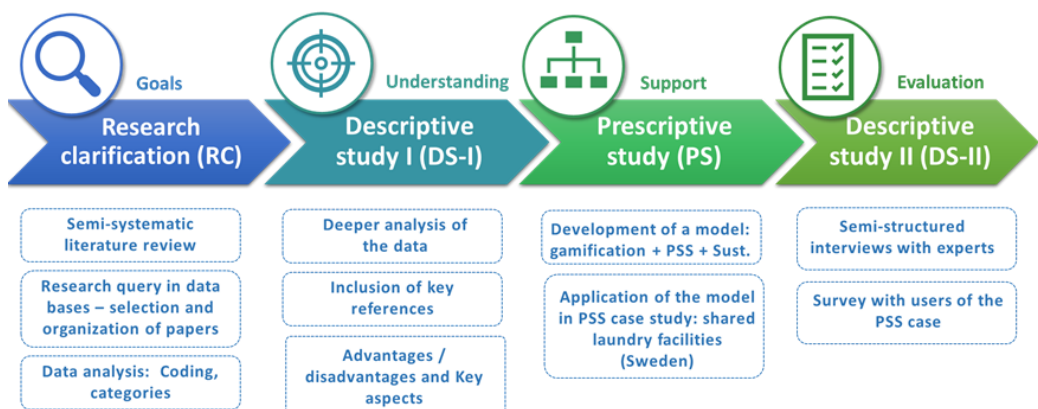 Goals
Research
clarification (RC)
Semi-systematic
literature review
Research query in data
bases – selection and
organization of papers
Data analysis:  Coding,
categories
Understanding
Descriptive
study I (DS-I)
Deeper analysis of
the data
Inclusion of key
references
Advantages /
disadvantages and Key
aspects
Support
Prescriptive
study (PS)
Development of a model:
gamification + PSS + Sust.
Application of the model
in PSS case study: shared
laundry facilities
(Sweden)
Evaluation
Descriptive
study II (DS-II)
Semi-structured
interviews with experts
Survey with users of the
PSS case